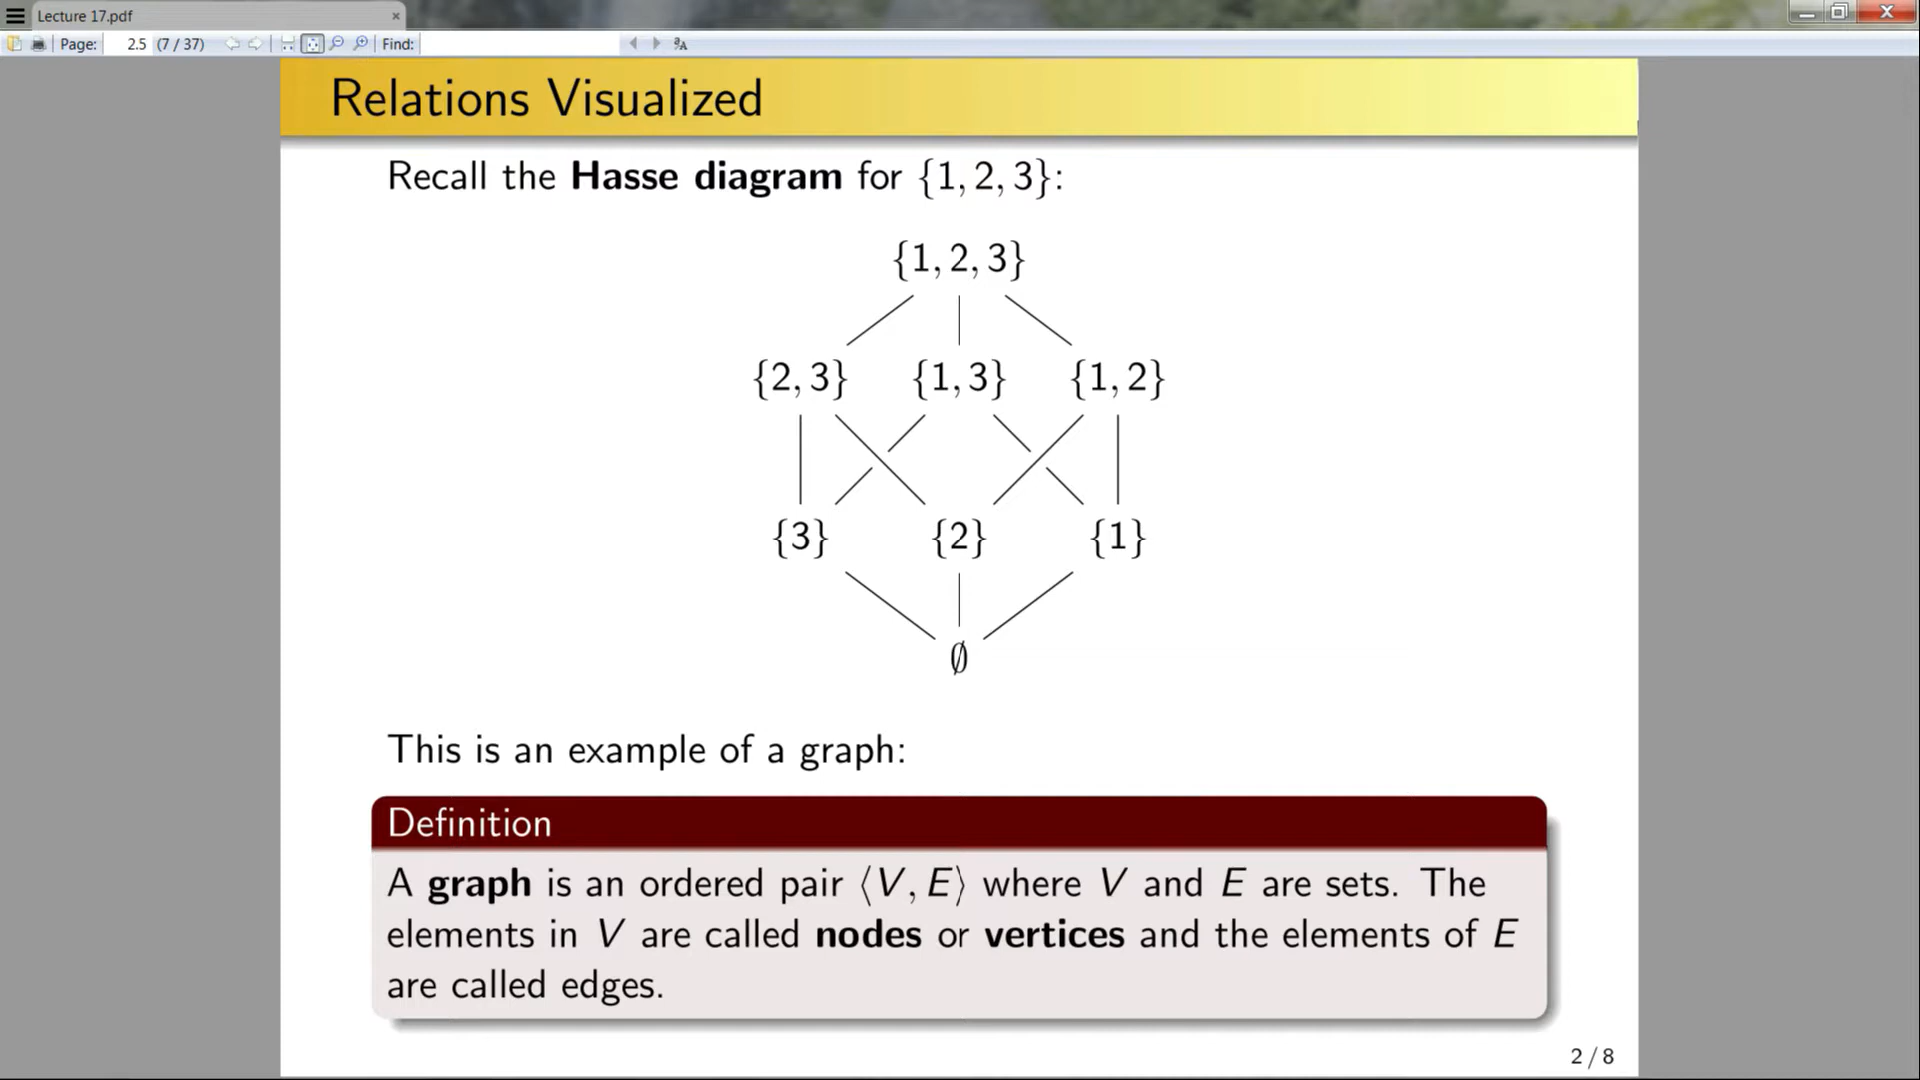 Lecture 17.pdf
Page: 2.5 (7 / 37) Find:
Relations Visualized
Recall the Hasse diagram for {1, 2, 3}:
{1, 2, 3}
{2, 3} {1, 3} {1, 2}
{3} {2} {1}
∅
This is an example of a graph:
Definition
A graph is an ordered pair ⟨V, E⟩ where V and E are sets. The
elements in V are called nodes or vertices and the elements of E
are called edges.
2 / 8